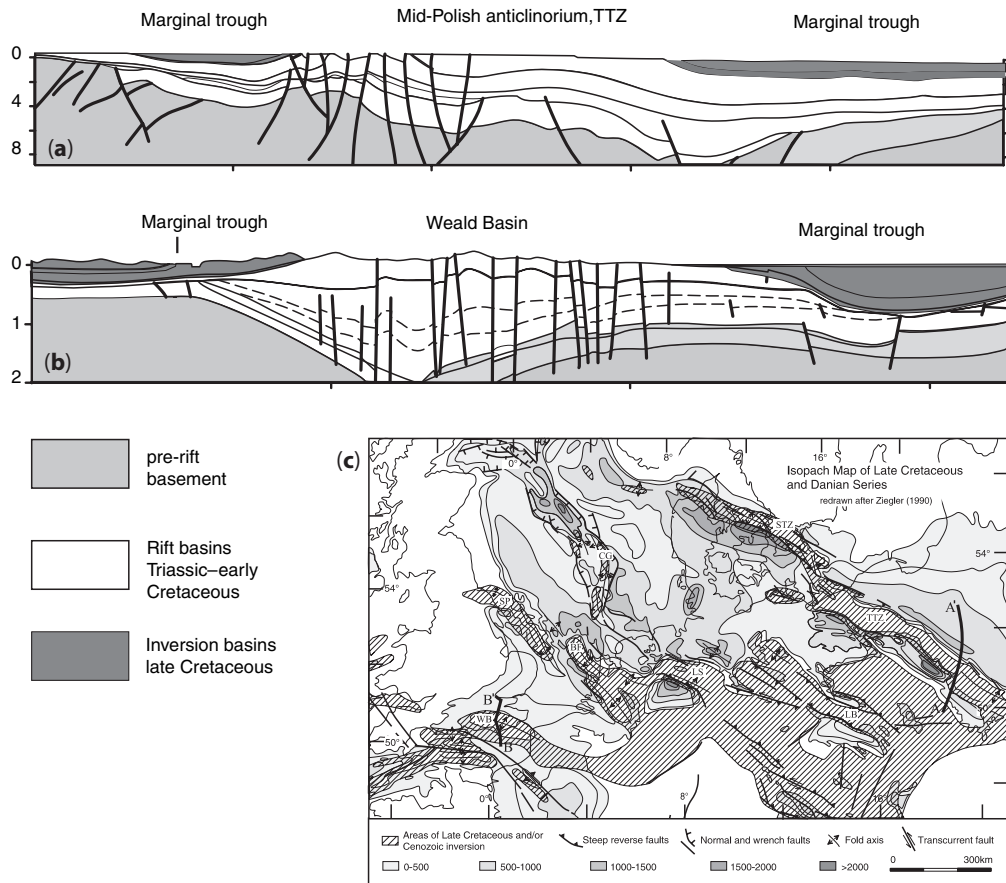 Marginal trough
Mid-Polish anticlinorium,TTZ
Marginal trough
0
4
8
(a)
Marginal trough
Weald Basin
Marginal trough
0
1
2
(b)
pre-rift
basement
Rift basins
Triassic–early
Cretaceous
Inversion basins
late Cretaceous
(c)
0°
8°
16°
Isopach Map of Late Cretaceous
and Danian Series
redrawn after Ziegler (1990)
STZ
54°
CG
54°
SP
TTZ
A'
BF
LS
B'
WB
LB
A
50°
B
0°
8°
16°
Areas of Late Cretaceous and/or
Cenozoic inversion
Steep reverse faults
Normal and wrench faults
Fold axis
Transcurrent fault
0-500
500-1000
1000-1500
1500-2000
>2000
0
300km